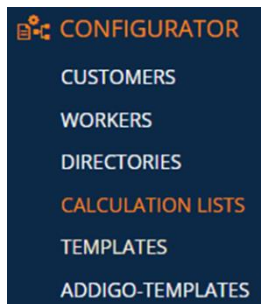 CONFIGURATOR
CUSTOMERS
WORKERS
DIRECTORIES
CALCULATION LISTS
TEMPLATES
ADDIGO-TEMPLATES